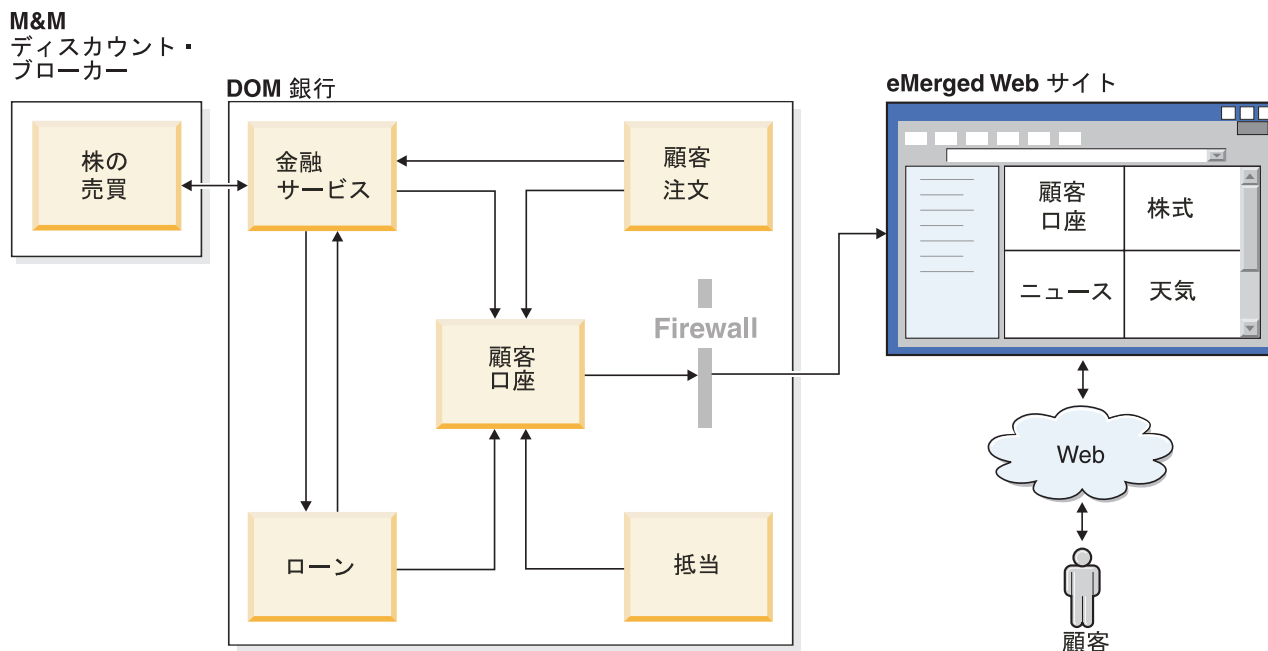 M&M
ディスカウント・
ブローカー
DOM 銀行
eMerged Web サイト
株の
売買
金融
サービス
顧客
注文
顧客
口座
株式
ニュース
天気
Firewall
顧客
口座
Web
ローン
抵当
顧客